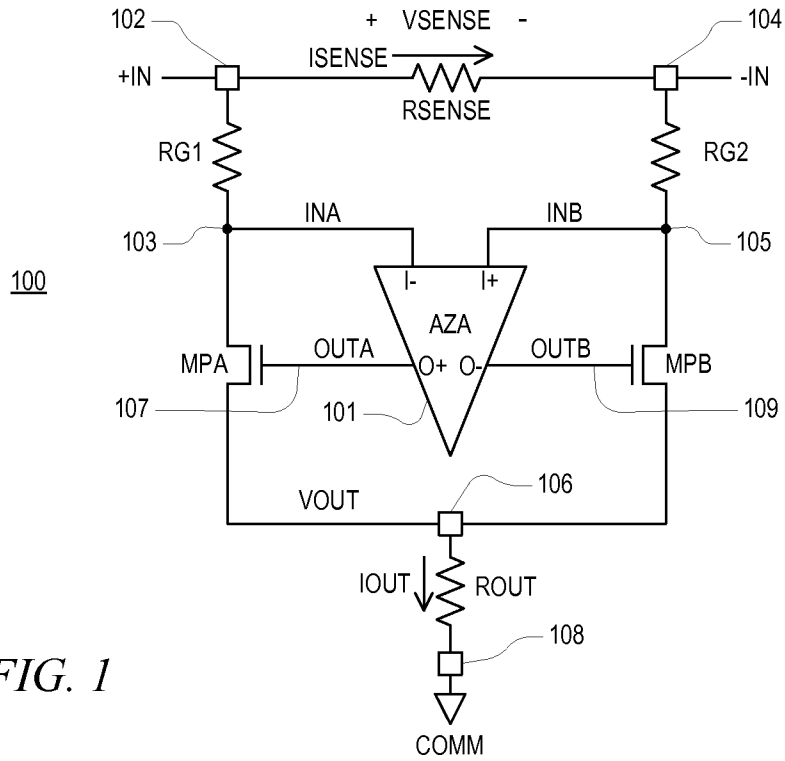 102
+ VSENSE -
104
ISENSE
+IN
-IN
RSENSE
RG1
RG2
INA
INB
103
105
100
I- I+
AZA
MPA
OUTA
O+ O-
OUTB
MPB
107
101
109
VOUT
106
IOUT
ROUT
108
FIG. 1
COMM